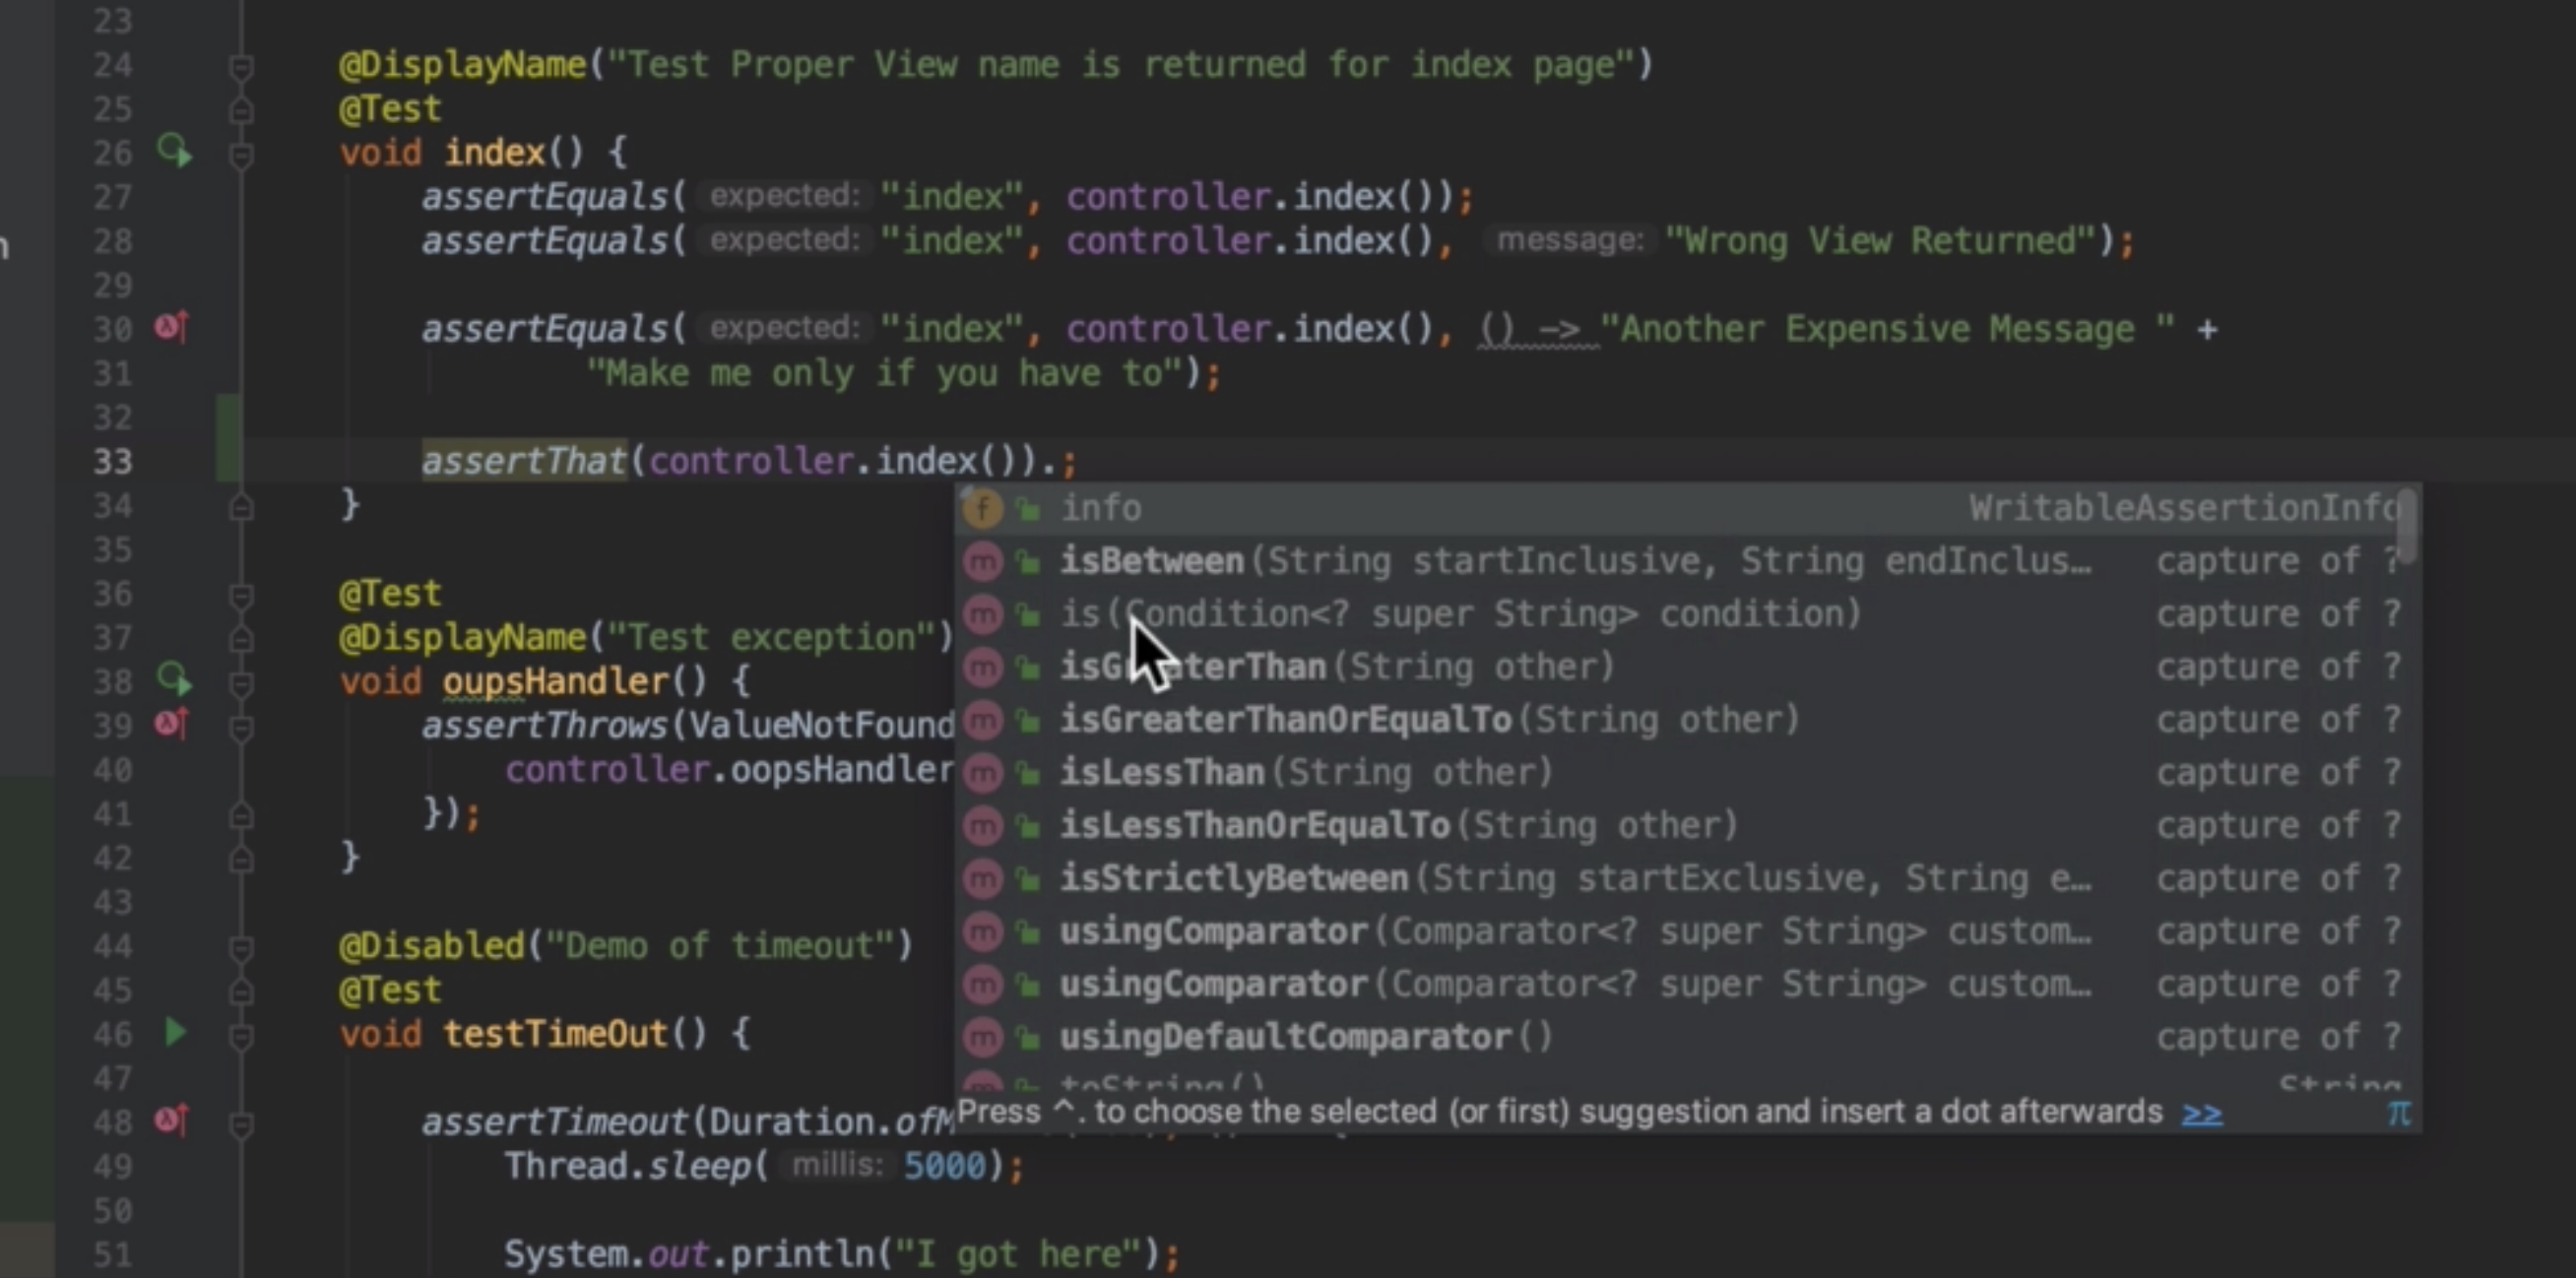 23
24 @DisplayName("Test Proper View name is returned for index page")
25 @Test
26 void index() {
27 assertEquals( expected: "index", controller.index());
28 assertEquals( expected: "index", controller.index(), message: "Wrong View Returned");
n
29
30 assertEquals( expected: "index", controller.index(), () -> "Another Expensive Message " +
31 "Make me only if you have to");
32
33 assertThat(controller.index()).;
34 }
info WritableAssertionInfo
35
isBetween(String startInclusive, String endInclus… capture of ?
36 @Test
is(Condition<? super String> condition) capture of ?
37 @DisplayName("Test exception")
isGreaterThan(String other) capture of ?
38 void oupsHandler() {
39 assertThrows(ValueNotFound
isGreaterThanOrEqualTo(String other) capture of ?
40 controller.oopsHandler
isLessThan(String other) capture of ?
41 });
isLessThanOrEqualTo(String other) capture of ?
42 }
isStrictlyBetween(String startExclusive, String e… capture of ?
43
usingComparator(Comparator<? super String> custom… capture of ?
44 @Disabled("Demo of timeout")
45 @Test
usingComparator(Comparator<? super String> custom… capture of ?
46 void testTimeOut() {
usingDefaultComparator() capture of ?
47
toString() String
48 assertTimeout(Duration.ofM
Press ^. to choose the selected (or first) suggestion and insert a dot afterwards >> π
49 Thread.sleep( millis: 5000);
50
51 System.out.println("I got here");